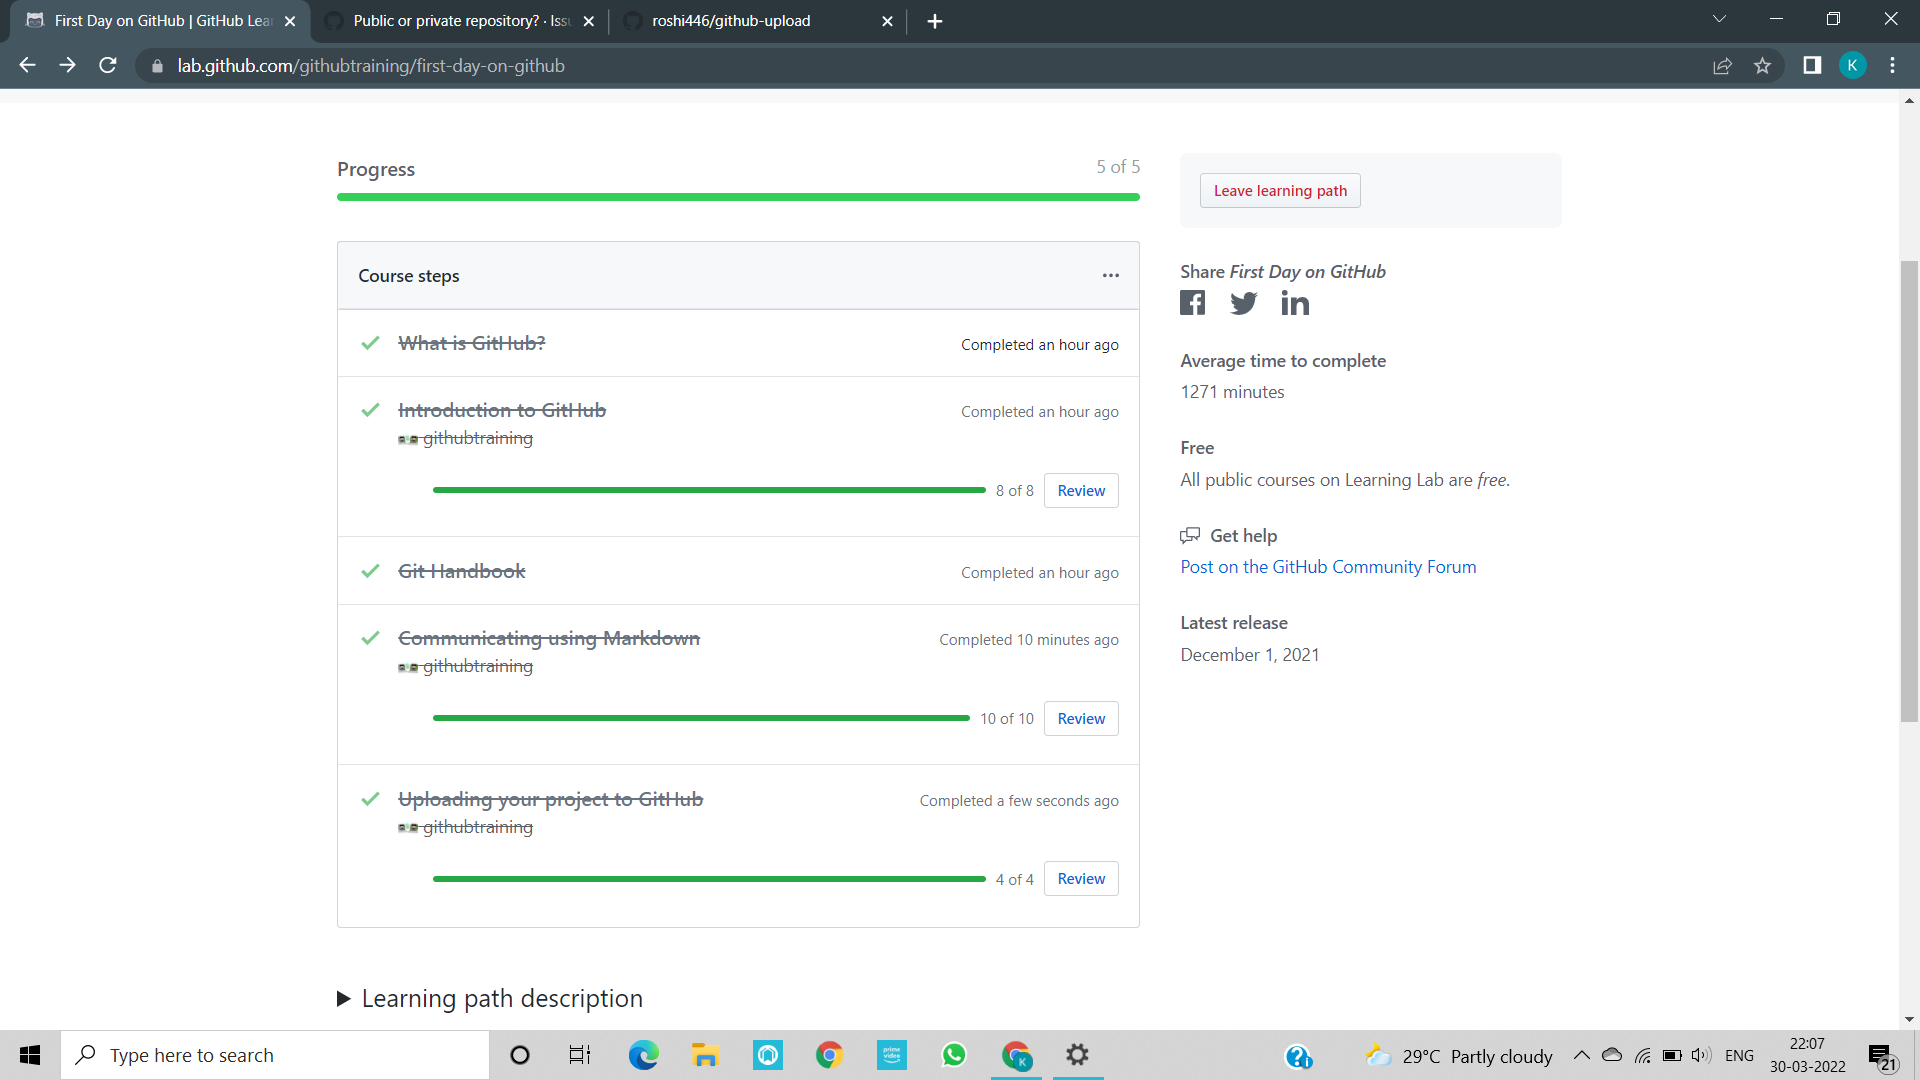 First Day on GitHub | GitHub Lea
Public or private repository? · Iss
roshi446/github-upload
lab.github.com/githubtraining/first-day-on-github
K
Progress
5 of 5
Leave learning path
Course steps
What is GitHub?
Completed an hour ago
Introduction to GitHub
Completed an hour ago
githubtraining
8 of 8
Review
Git Handbook
Completed an hour ago
Communicating using Markdown
Completed 10 minutes ago
githubtraining
10 of 10
Review
Uploading your project to GitHub
Completed a few seconds ago
githubtraining
4 of 4
Review
Learning path description
Share First Day on GitHub
Average time to complete
1271 minutes
Free
All public courses on Learning Lab are free.
Get help
Post on the GitHub Community Forum
Latest release
December 1, 2021
Type here to search
prime video
K
29°C Partly cloudy
ENG
22:07
30-03-2022
21